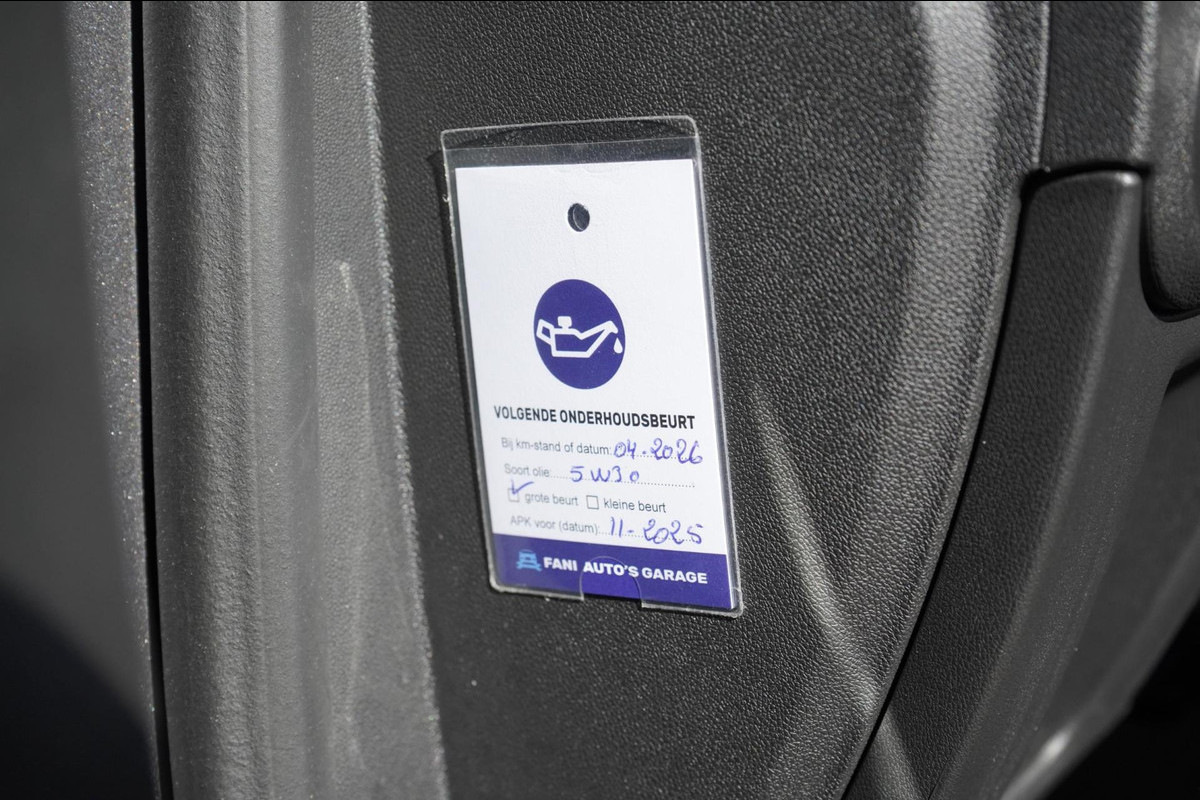 VOLGENDE ONDERHOUDSBEURT
Bij km-stand of datum: 04-2026
Soort olie: 5W30
grote beurt kleine beurt
APK voor (datum): 11-2025
FANI AUTO'S GARAGE